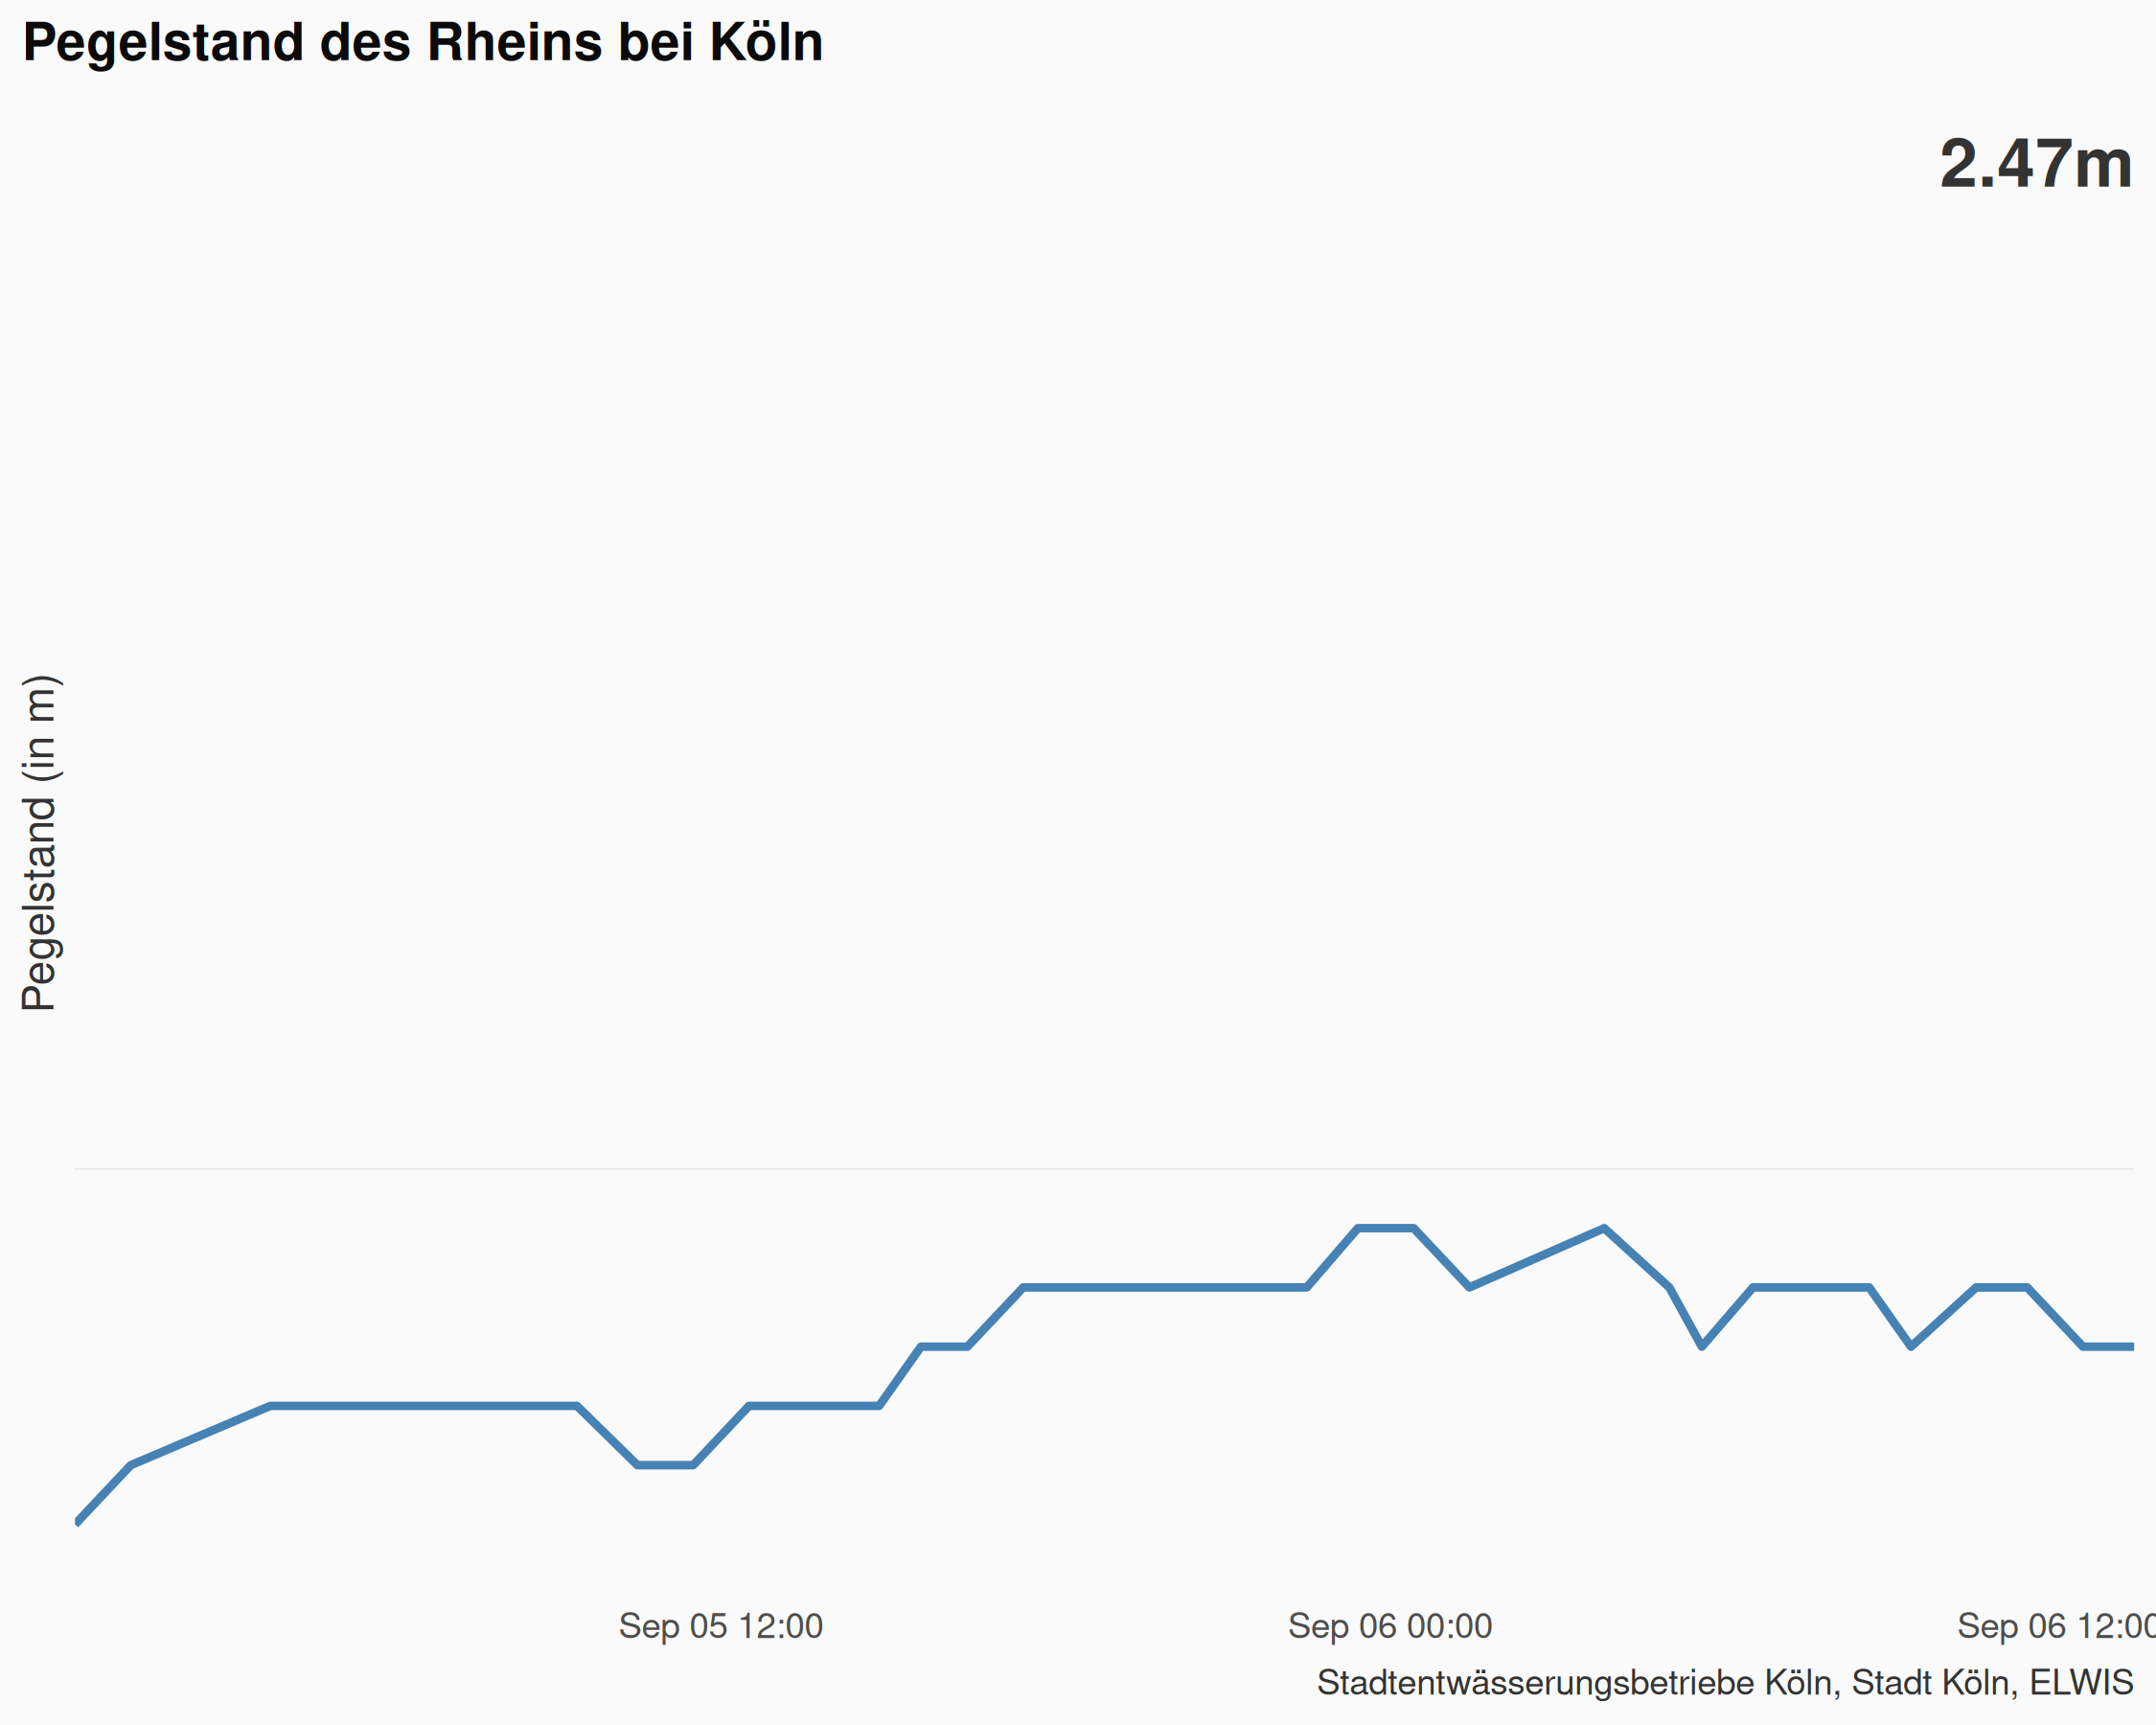 Pegelstand des Rheins bei Köln
2.47m
Pegelstand (in m)
Sep 05 12:00
Sep 06 00:00
Sep 06 12:00
Stadtentwässerungsbetriebe Köln, Stadt Köln, ELWIS